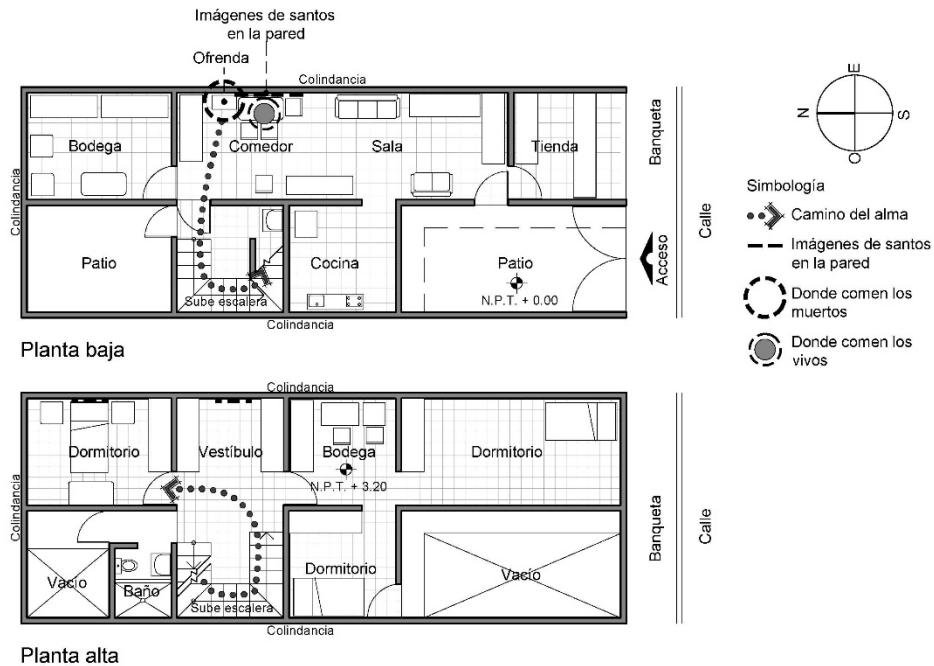 Imágenes de santos
en la pared
Ofrenda
Colindancia
Bodega
Comedor
Sala
Tienda
Banqueta
Colindancia
Patio
Sube escalera
Cocina
Patio
N.P.T. + 0.00
Acceso
Calle
Colindancia
Planta baja
E
N
S
O
Simbología
Camino del alma
Imágenes de santos
en la pared
Donde comen los
muertos
Donde comen los
vivos
Colindancia
Dormitorio
Vestíbulo
Bodega
N.P.T. + 3.20
Dormitorio
Colindancia
Vacío
Baño
Sube escalera
Dormitorio
Vacío
Banqueta
Calle
Colindancia
Planta alta